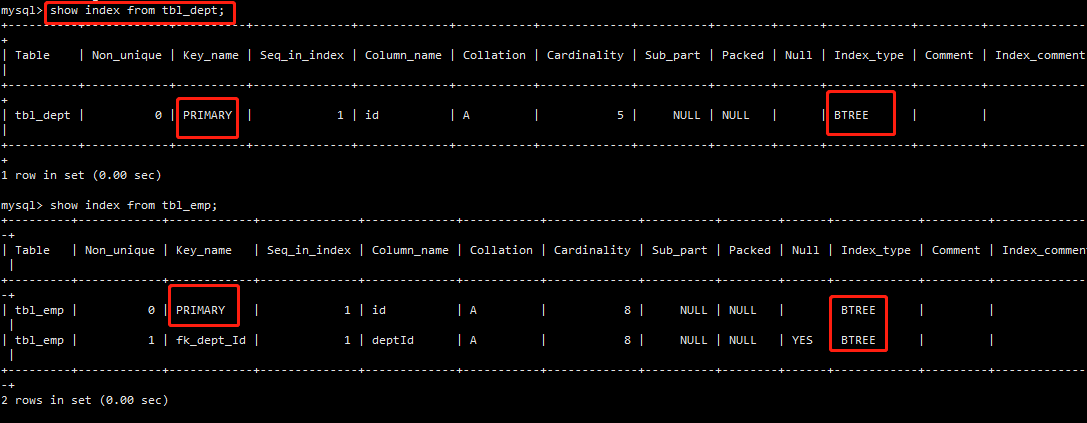 mysql> show index from tbl_dept;
+----------+------------+----------+--------------+-------------+-----------+-------------+----------+--------+------+------------+---------+---------------
+
| Table    | Non_unique | Key_name | Seq_in_index | Column_name | Collation | Cardinality | Sub_part | Packed | Null | Index_type | Comment | Index_comment
|
+----------+------------+----------+--------------+-------------+-----------+-------------+----------+--------+------+------------+---------+---------------
+
| tbl_dept |          0 | PRIMARY  |            1 | id          | A         |           5 |     NULL | NULL   |      | BTREE      |         |
|
+----------+------------+----------+--------------+-------------+-----------+-------------+----------+--------+------+------------+---------+---------------
+
1 row in set (0.00 sec)
mysql> show index from tbl_emp;
+---------+------------+------------+--------------+-------------+-----------+-------------+----------+--------+------+------------+---------+-------------
-+
| Table   | Non_unique | Key_name   | Seq_in_index | Column_name | Collation | Cardinality | Sub_part | Packed | Null | Index_type | Comment | Index_commen
 |
+---------+------------+------------+--------------+-------------+-----------+-------------+----------+--------+------+------------+---------+-------------
-+
| tbl_emp |          0 | PRIMARY    |            1 | id          | A         |           8 |     NULL | NULL   |      | BTREE      |         |
 |
| tbl_emp |          1 | fk_dept_Id |            1 | deptId      | A         |           8 |     NULL | NULL   | YES  | BTREE      |         |
 |
+---------+------------+------------+--------------+-------------+-----------+-------------+----------+--------+------+------------+---------+-------------
-+
2 rows in set (0.00 sec)